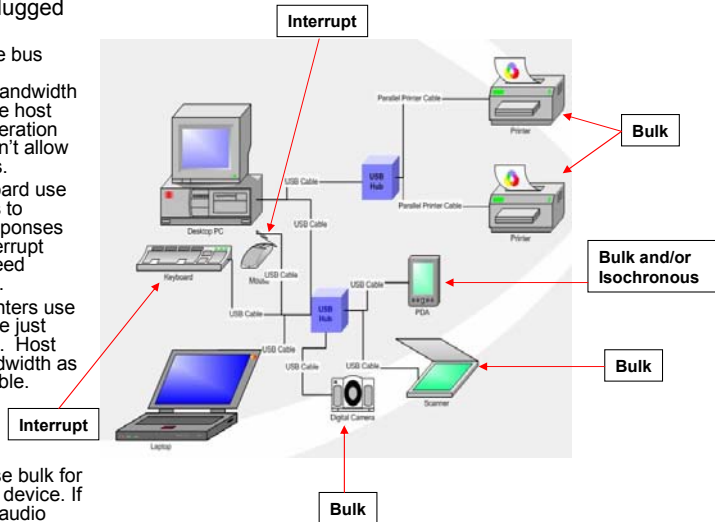 lugged
e bus
andwidth
e host
eration
n't allow
s.
ard use
s to
ponses
errupt
eed
.
nters use
e just
. Host
dwidth as
ble.
se bulk for
device. If
audio
Interrupt
Parallel Printer Cable
Printer
Bulk
USB Hub
USB Cable
Parallel Printer Cable
Printer
Desktop PC
USB Cable
Keyboard
Mouse
USB Cable
Bulk and/or
Isochronous
USB Cable
PDA
USB Cable
USB Hub
USB Cable
USB Cable
USB Cable
Bulk
Scanner
Digital Camera
Laptop
Interrupt
Bulk